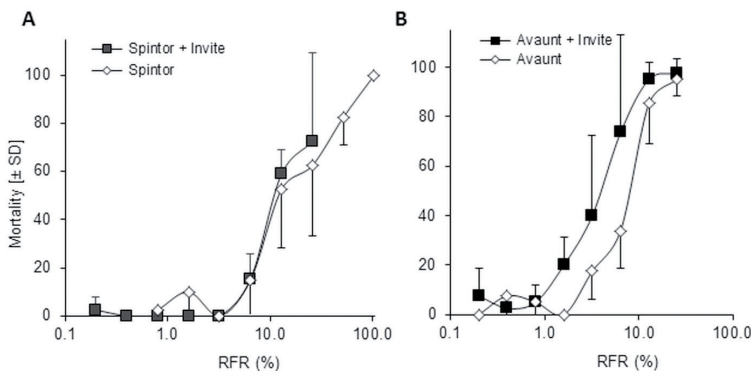 A
Spintor + Invite
Spintor
100
80
60
40
20
0
Mortality [± SD]
0.1
1.0
10.0
100.0
RFR (%)
B
Avaunt + Invite
Avaunt
100
80
60
40
20
0
0.1
1.0
10.0
100.0
RFR (%)